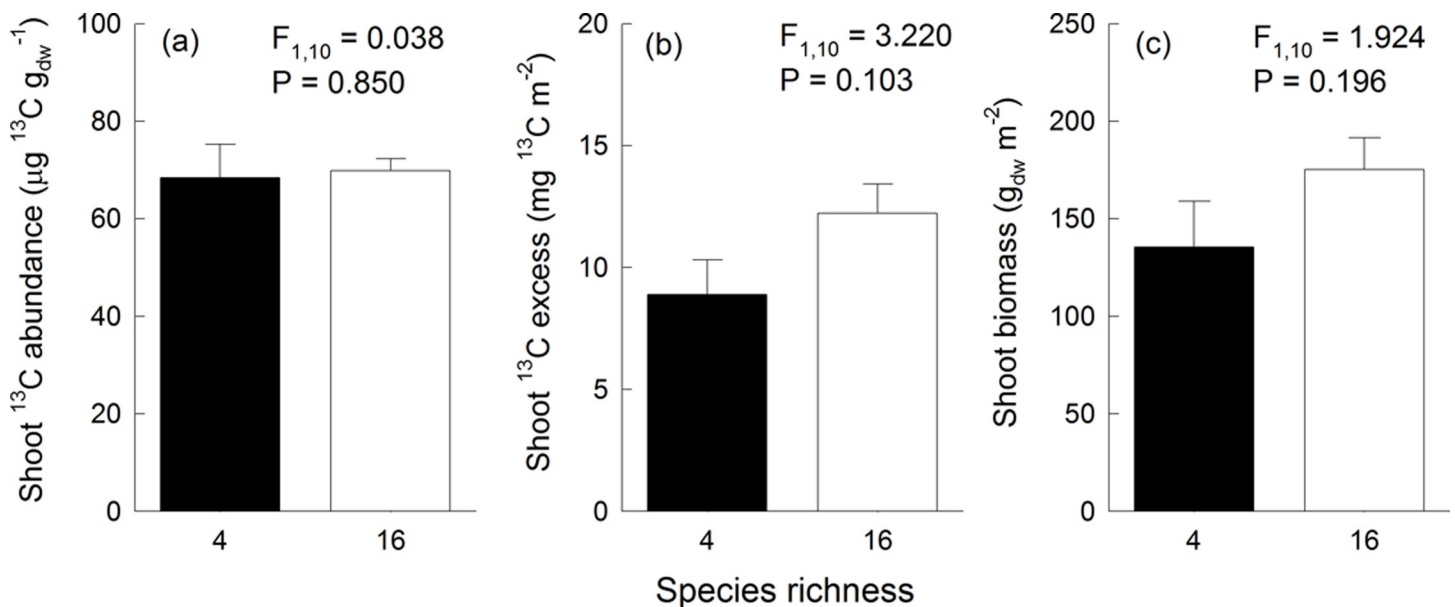 Shoot ¹³C abundance (µg ¹³C g_dw⁻¹)
100
80
60
40
20
0
(a)
F₁,₁₀ = 0.038
P = 0.850
4
16
Shoot ¹³C excess (mg ¹³C m⁻²)
20
15
10
5
0
(b)
F₁,₁₀ = 3.220
P = 0.103
4
16
Shoot biomass (g_dw m⁻²)
250
200
150
100
50
0
(c)
F₁,₁₀ = 1.924
P = 0.196
4
16
Species richness